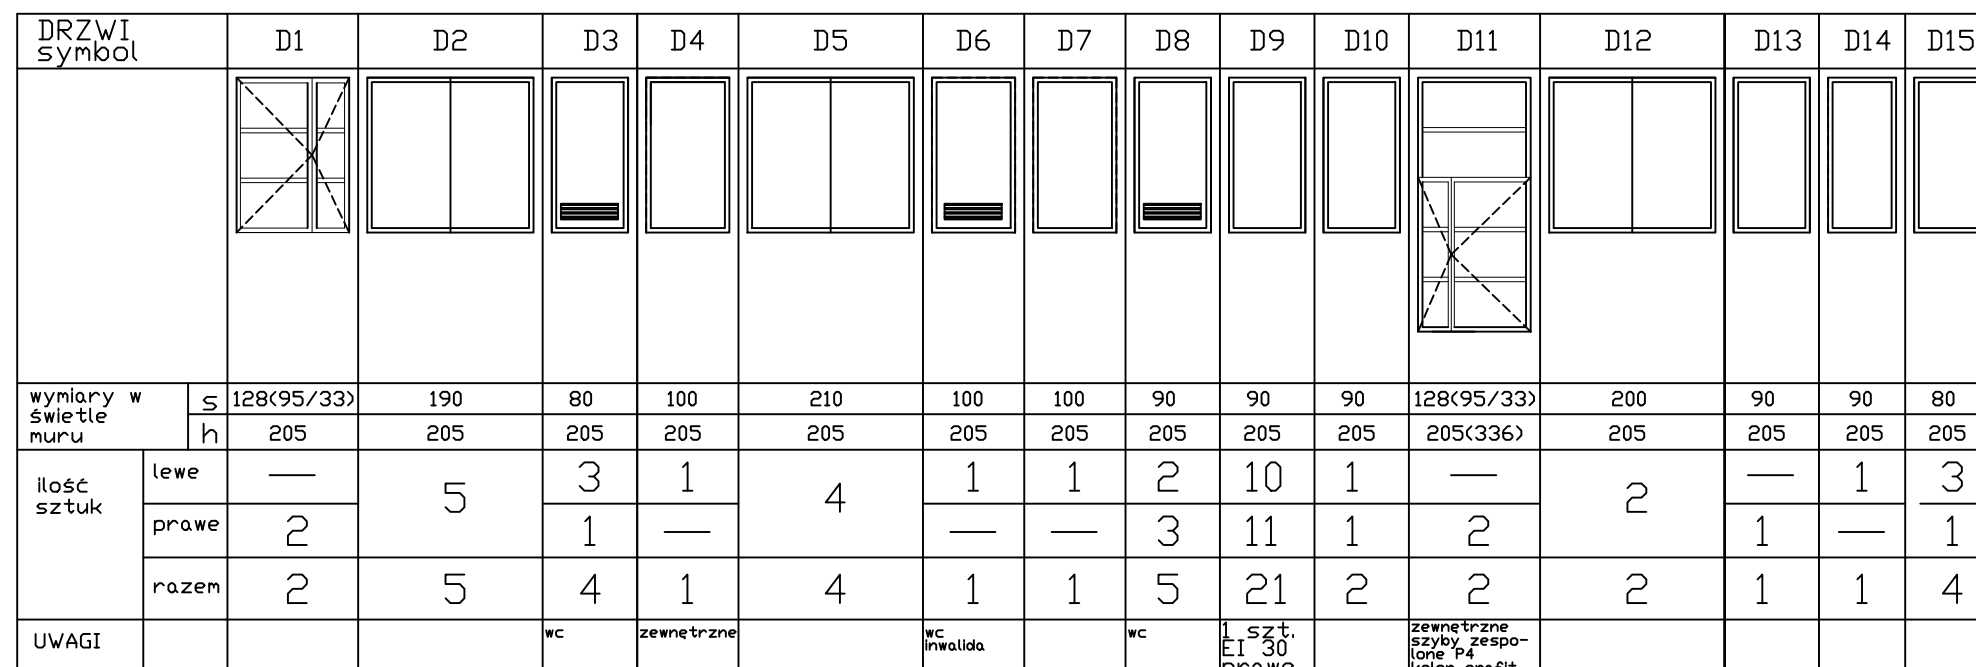 DRZWI symbol D1 D2 D3 D4 D5 D6 D7 D8 D9 D10 D11 D12 D13 D14 D15
wymiary w świetle muru s 128(95/33) 190 80 100 210 100 100 90 90 90 128(95/33) 200 90 90 80
h 205 205 205 205 205 205 205 205 205 205 205(336) 205 205 205 205
ilość sztuk lewe — 5 3 1 4 1 1 2 10 1 — 2 — 1 3
prawe 2 1 — — — 3 11 1 2 1 — 1
razem 2 5 4 1 4 1 1 5 21 2 2 2 1 1 4
UWAGI wc zewnętrzne wc inwalida wc 1 szt. EI 30 prawe zewnętrzne szyby zespo- lone P4